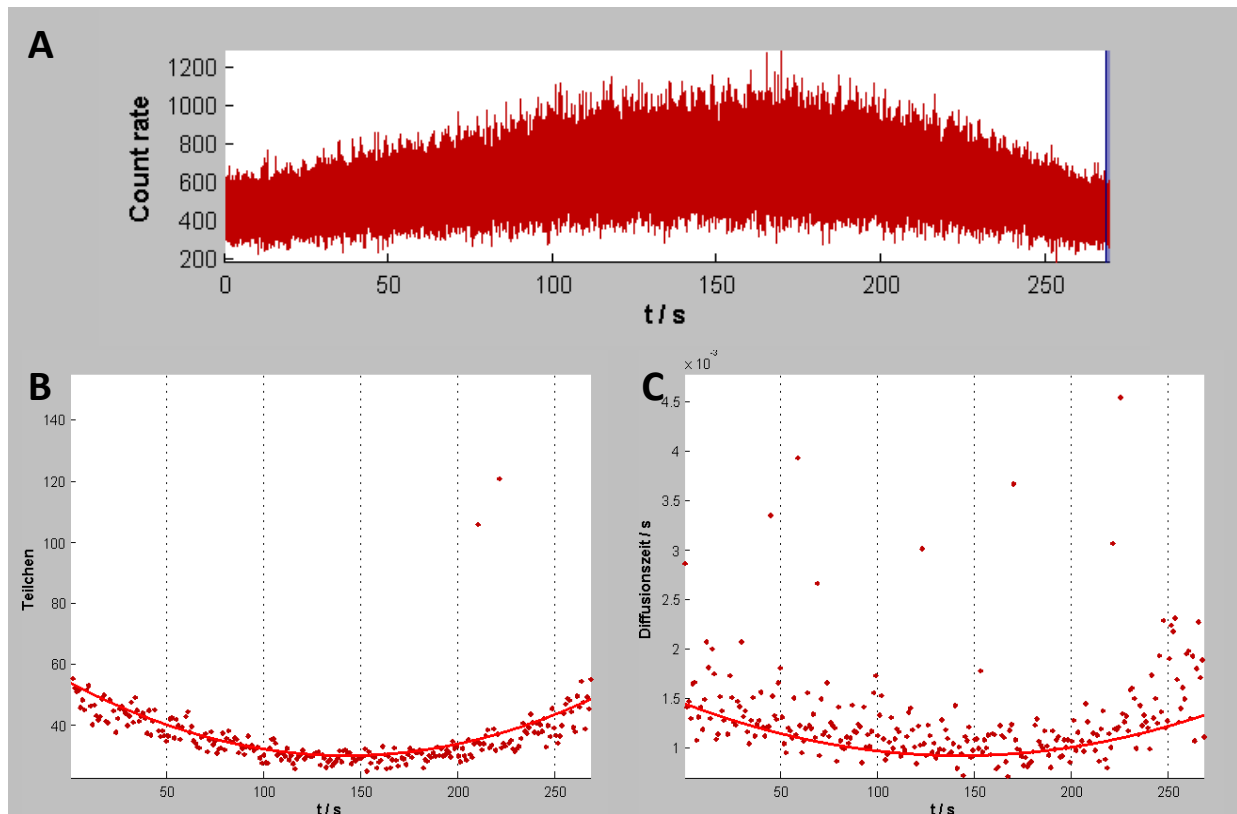 A
Count rate
1200
1000
800
600
400
200
0 50 100 150 200 250
t / s
B
Teilchen
140
120
100
80
60
40
50 100 150 200 250
t / s
C
x 10⁻³
Diffusionszeit / s
4.5
4
3.5
3
2.5
2
1.5
1
50 100 150 200 250
t / s